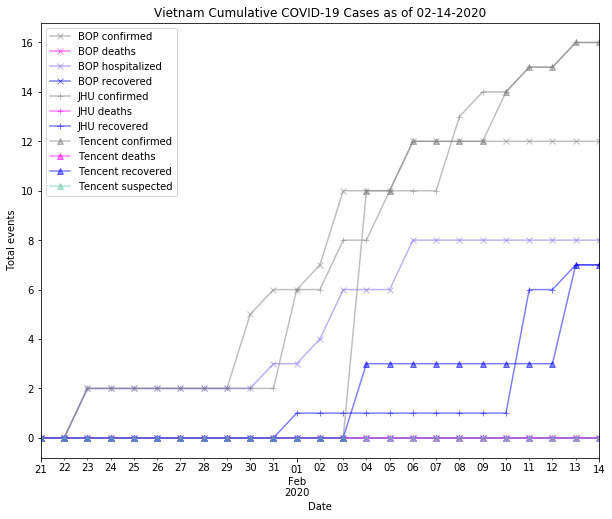 Vietnam Cumulative COVID-19 Cases as of 02-14-2020
BOP confirmed
BOP deaths
BOP hospitalized
BOP recovered
JHU confirmed
JHU deaths
JHU recovered
Tencent confirmed
Tencent deaths
Tencent recovered
Tencent suspected
Total events
16
14
12
10
8
6
4
2
0
21 22 23 24 25 26 27 28 29 30 31 01 02 03 04 05 06 07 08 09 10 11 12 13 14
Feb
2020
Date